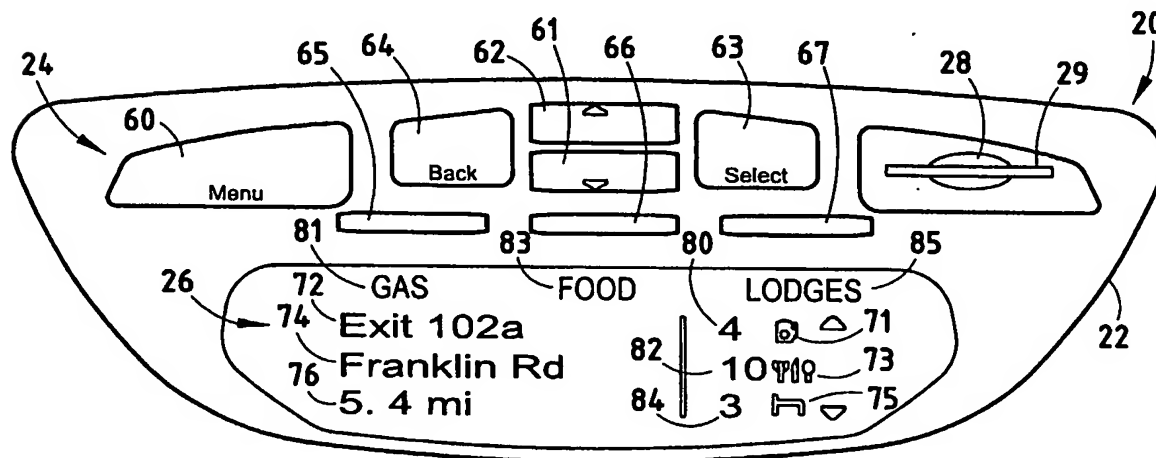 61 20
64 62 66 63 67 28
24 65 29
60
Back Select
Menu
81 83 80 85
72 GAS FOOD LODGES
26 74 Exit 102a 4 71 22
76 Franklin Rd 82 10 73
5. 4 mi 84 3 75